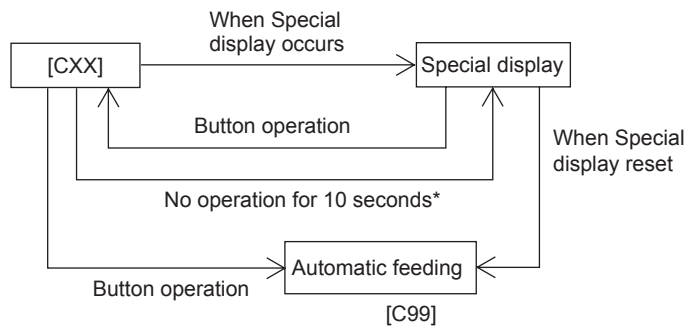 When Special
display occurs
[CXX]
Special display
Button operation
When Special
display reset
No operation for 10 seconds*
Automatic feeding
Button operation
[C99]